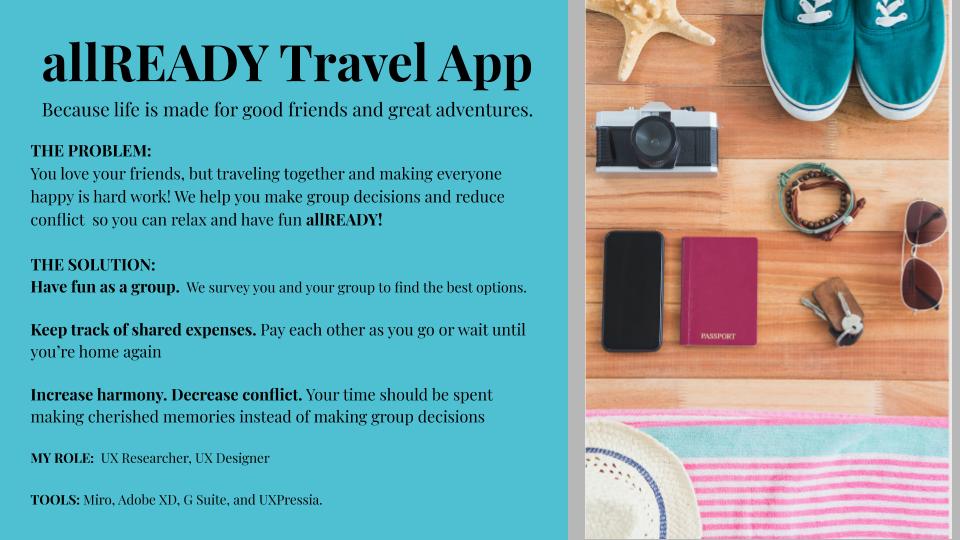 allREADY Travel App
Because life is made for good friends and great adventures.
THE PROBLEM:
You love your friends, but traveling together and making everyone
happy is hard work! We help you make group decisions and reduce
conflict  so you can relax and have fun allREADY!
THE SOLUTION:
Have fun as a group.  We survey you and your group to find the best options.
Keep track of shared expenses. Pay each other as you go or wait until
you’re home again
Increase harmony. Decrease conflict. Your time should be spent
making cherished memories instead of making group decisions
MY ROLE:  UX Researcher, UX Designer
TOOLS: Miro, Adobe XD, G Suite, and UXPressia.
PASSPORT